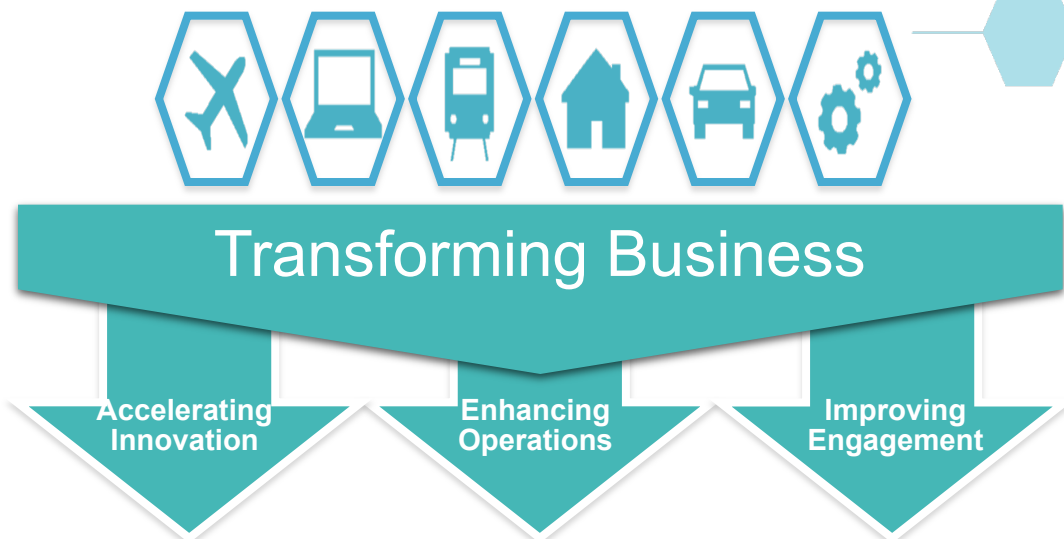 Transforming Business
Accelerating
Innovation
Enhancing
Operations
Improving
Engagement